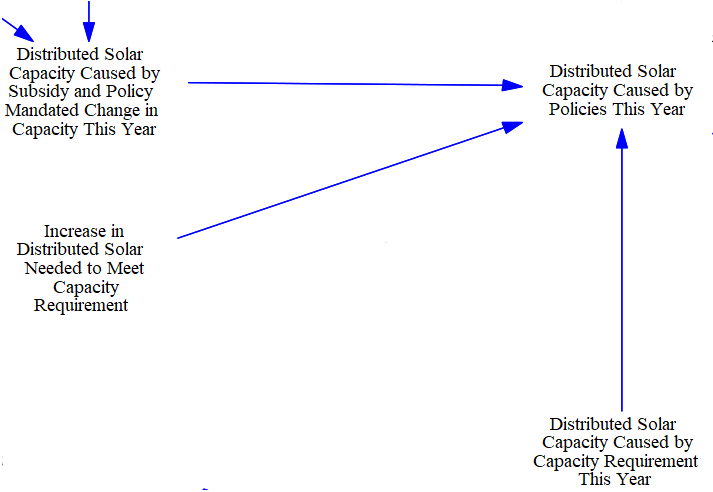 Distributed Solar
Capacity Caused by
Subsidy and Policy
Mandated Change in
Capacity This Year
Distributed Solar
Capacity Caused by
Policies This Year
Increase in
Distributed Solar
Needed to Meet
Capacity
Requirement
Distributed Solar
Capacity Caused by
Capacity Requirement
This Year